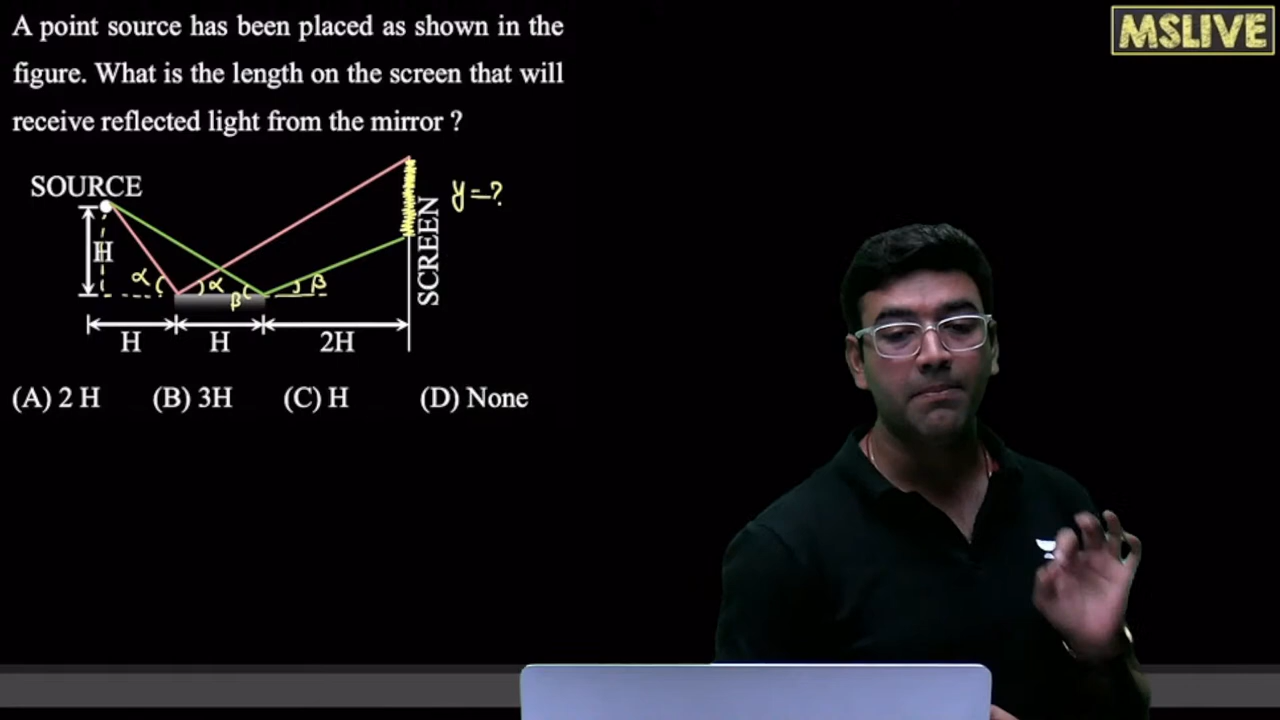 A point source has been placed as shown in the
figure. What is the length on the screen that will
receive reflected light from the mirror ?
MSLIVE
SOURCE
y=?
H
SCREEN
α
α
β
β
H
H
2H
(A) 2 H
(B) 3H
(C) H
(D) None